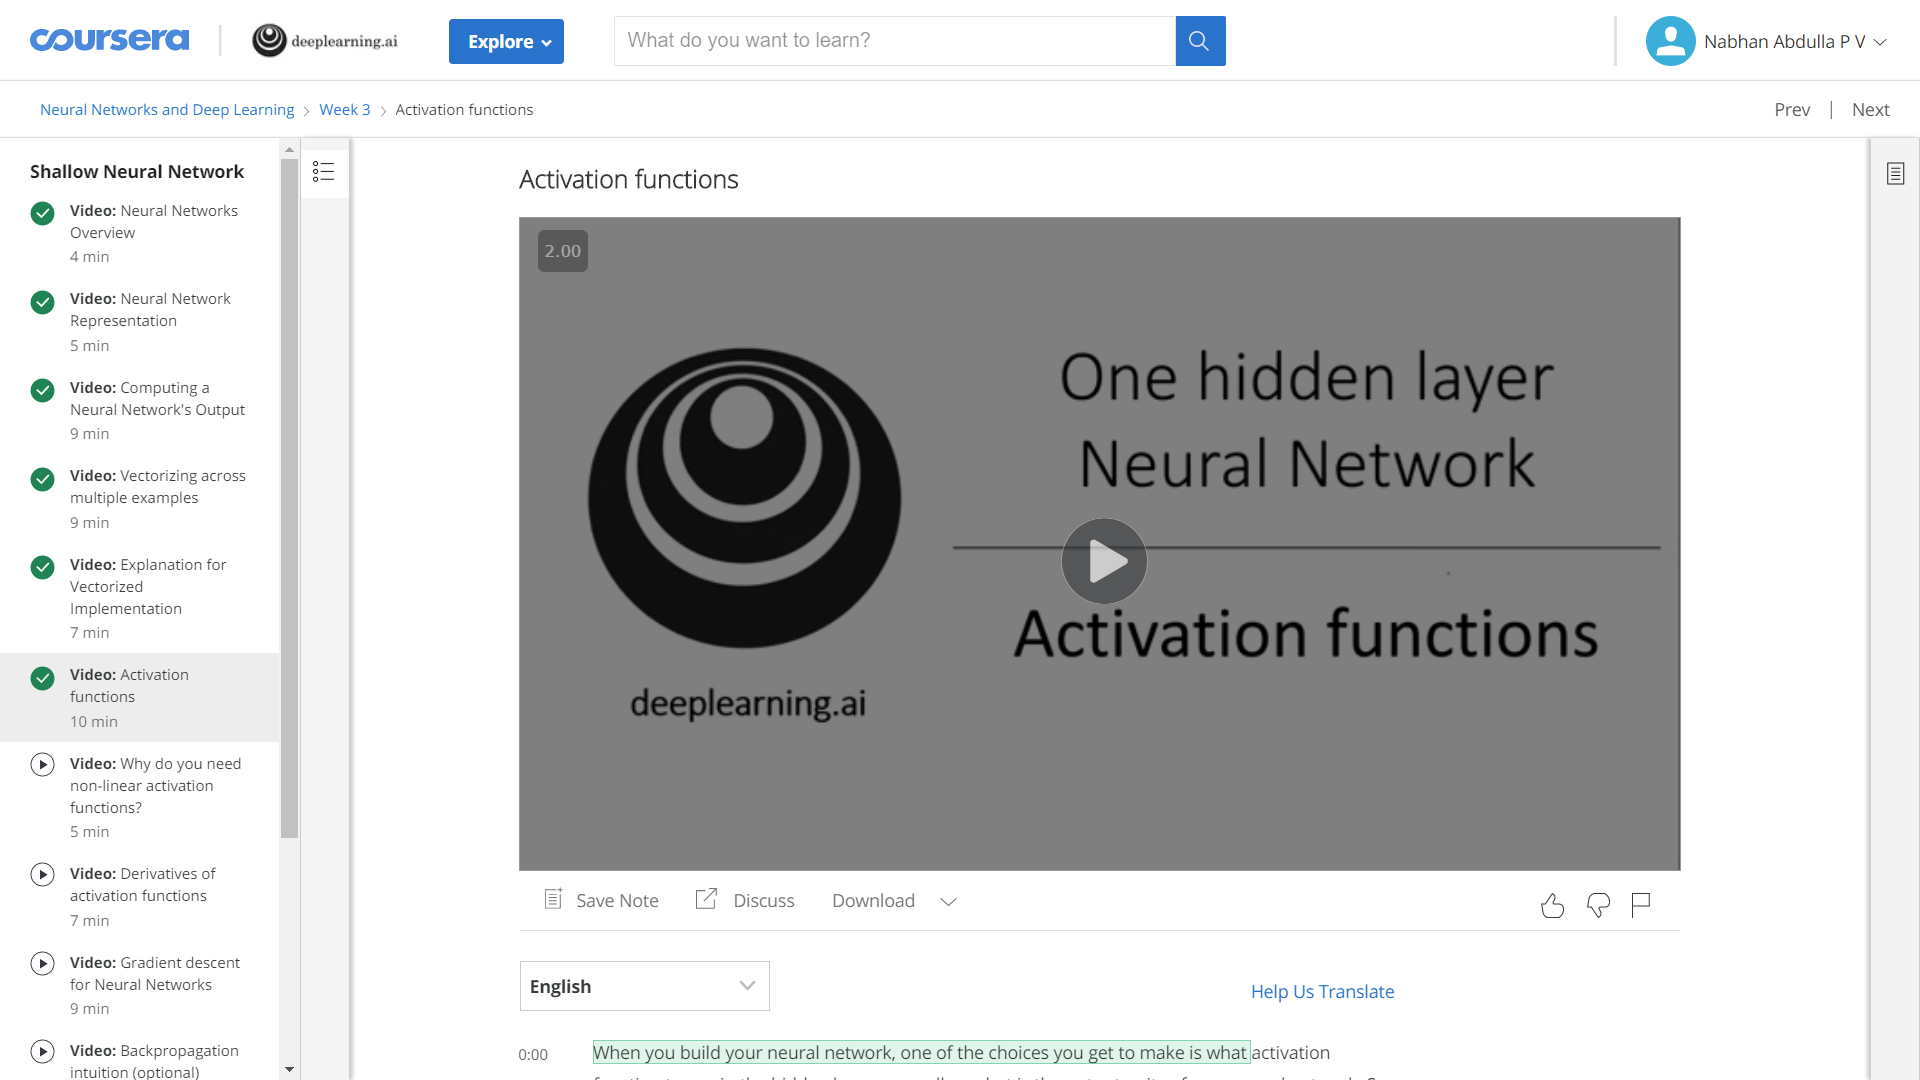 coursera
deeplearning.ai
Explore
What do you want to learn?
Nabhan Abdulla P V
Neural Networks and Deep Learning > Week 3 > Activation functions
Prev | Next
Shallow Neural Network
Video: Neural Networks
Overview
4 min
Video: Neural Network
Representation
5 min
Video: Computing a
Neural Network's Output
9 min
Video: Vectorizing across
multiple examples
9 min
Video: Explanation for
Vectorized
Implementation
7 min
Video: Activation
functions
10 min
Video: Why do you need
non-linear activation
functions?
5 min
Video: Derivatives of
activation functions
7 min
Video: Gradient descent
for Neural Networks
9 min
Video: Backpropagation
intuition (optional)
Activation functions
2.00
One hidden layer
Neural Network
Activation functions
deeplearning.ai
Save Note
Discuss
Download
English
Help Us Translate
0:00
When you build your neural network, one of the choices you get to make is what activation